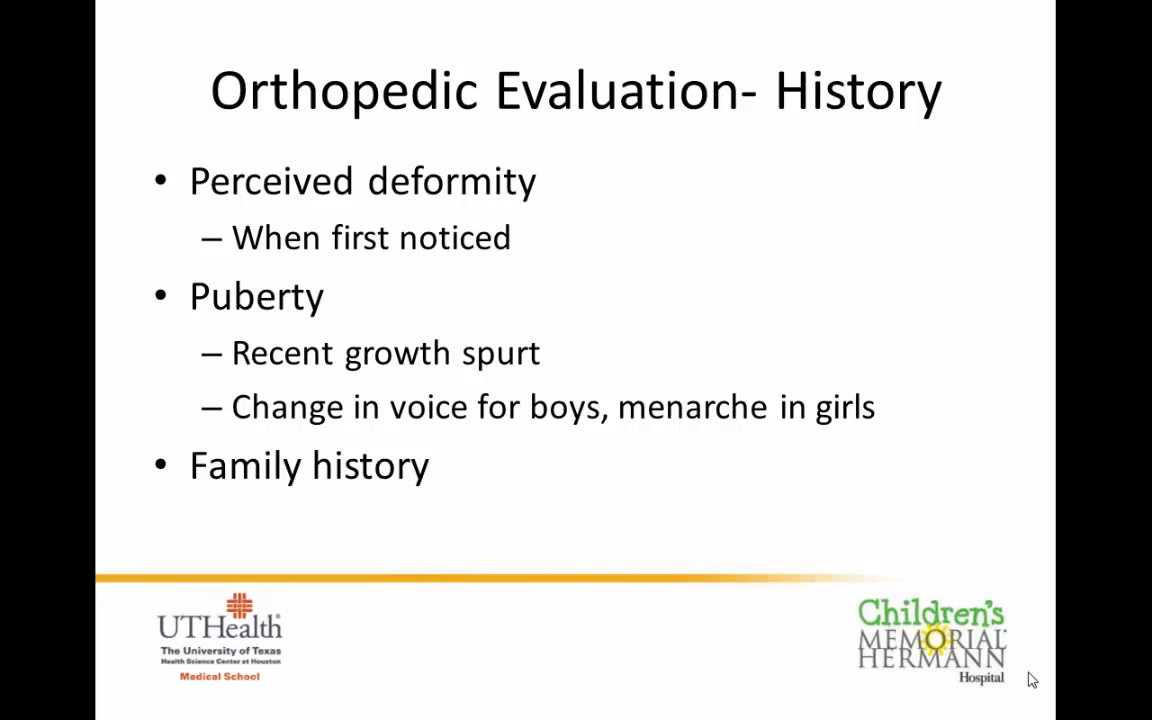 Orthopedic Evaluation- History
• Perceived deformity
– When first noticed
• Puberty
– Recent growth spurt
– Change in voice for boys, menarche in girls
• Family history
UTHealth
The University of Texas
Health Science Center at Houston
Medical School
Children's
MEMORIAL
HERMANN
Hospital